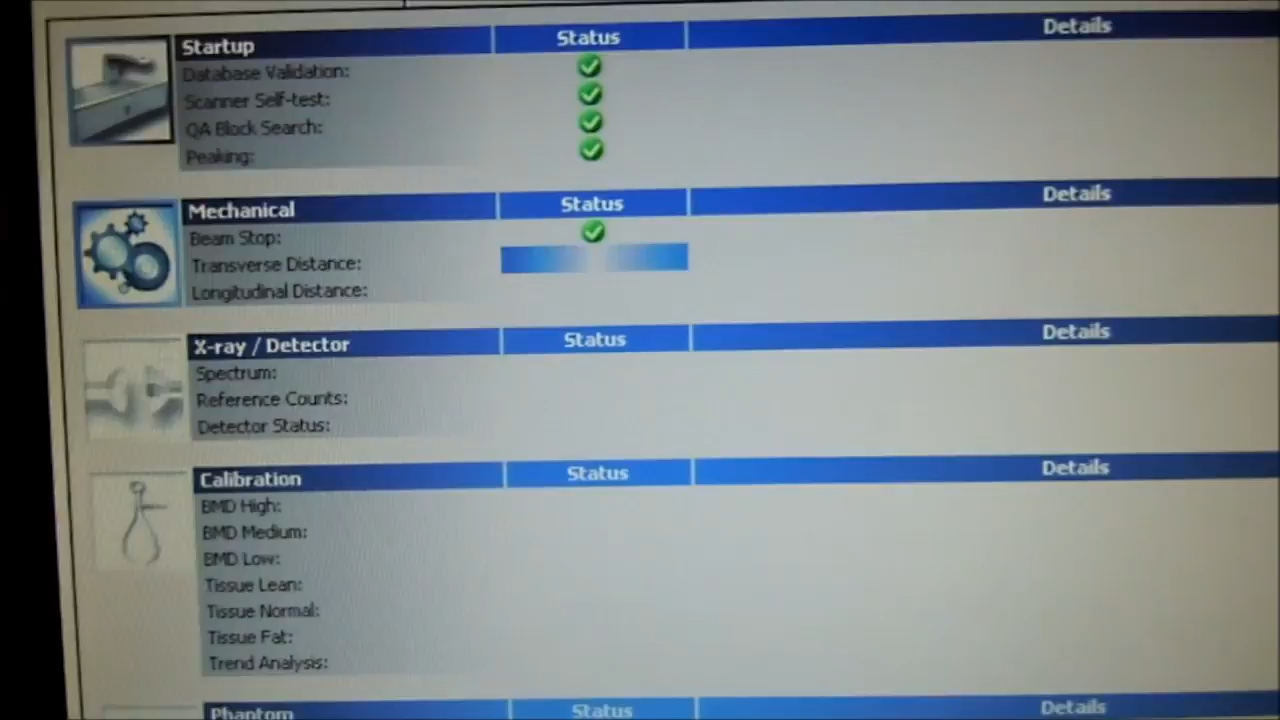 Startup Status Details
Database Validation:
Scanner Self-test:
QA Block Search:
Peaking:
Mechanical Status Details
Beam Stop:
Transverse Distance:
Longitudinal Distance:
X-ray / Detector Status Details
Spectrum:
Reference Counts:
Detector Status:
Calibration Status Details
BMD High:
BMD Medium:
BMD Low:
Tissue Lean:
Tissue Normal:
Tissue Fat:
Trend Analysis:
Phantom Status Details